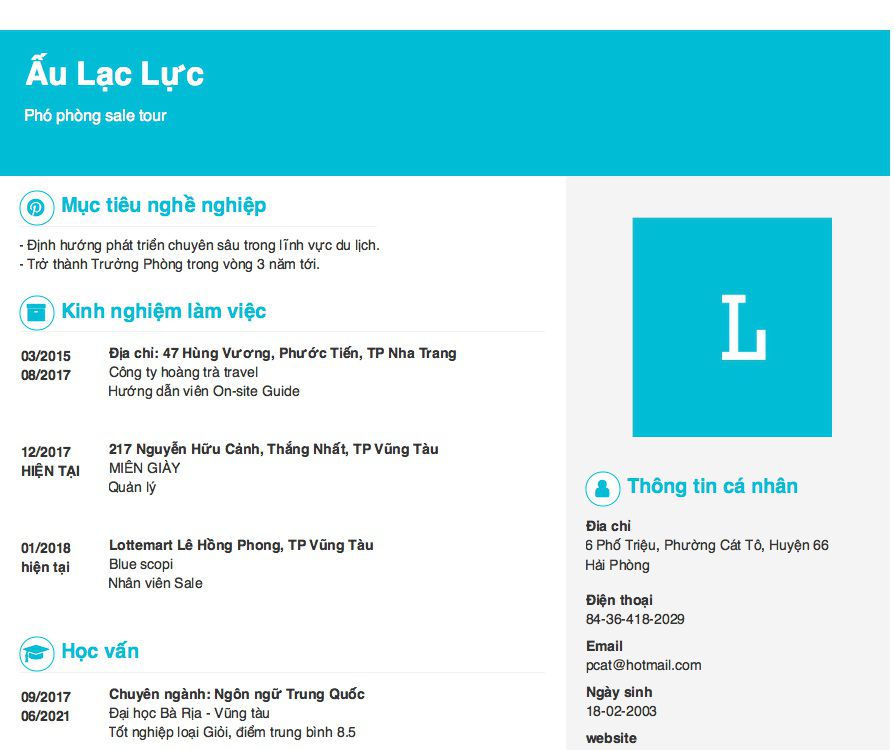 Ấu Lạc Lực
Phó phòng sale tour
Mục tiêu nghề nghiệp
- Định hướng phát triển chuyên sâu trong lĩnh vực du lịch.
- Trở thành Trưởng Phòng trong vòng 3 năm tới.
Kinh nghiệm làm việc
03/2015
08/2017
Địa chỉ: 47 Hùng Vương, Phước Tiến, TP Nha Trang
Công ty hoàng trà travel
Hướng dẫn viên On-site Guide
12/2017
HIỆN TẠI
217 Nguyễn Hữu Cảnh, Thắng Nhất, TP Vũng Tàu
MIÊN GIÀY
Quản lý
01/2018
hiện tại
Lottemart Lê Hồng Phong, TP Vũng Tàu
Blue scopi
Nhân viên Sale
Học vấn
09/2017
06/2021
Chuyên ngành: Ngôn ngữ Trung Quốc
Đại học Bà Rịa - Vũng tàu
Tốt nghiệp loại Giỏi, điểm trung bình 8.5
L
Thông tin cá nhân
Đia chỉ
6 Phố Triệu, Phường Cát Tô, Huyện 66
Hải Phòng
Điện thoại
84-36-418-2029
Email
pcat@hotmail.com
Ngày sinh
18-02-2003
website